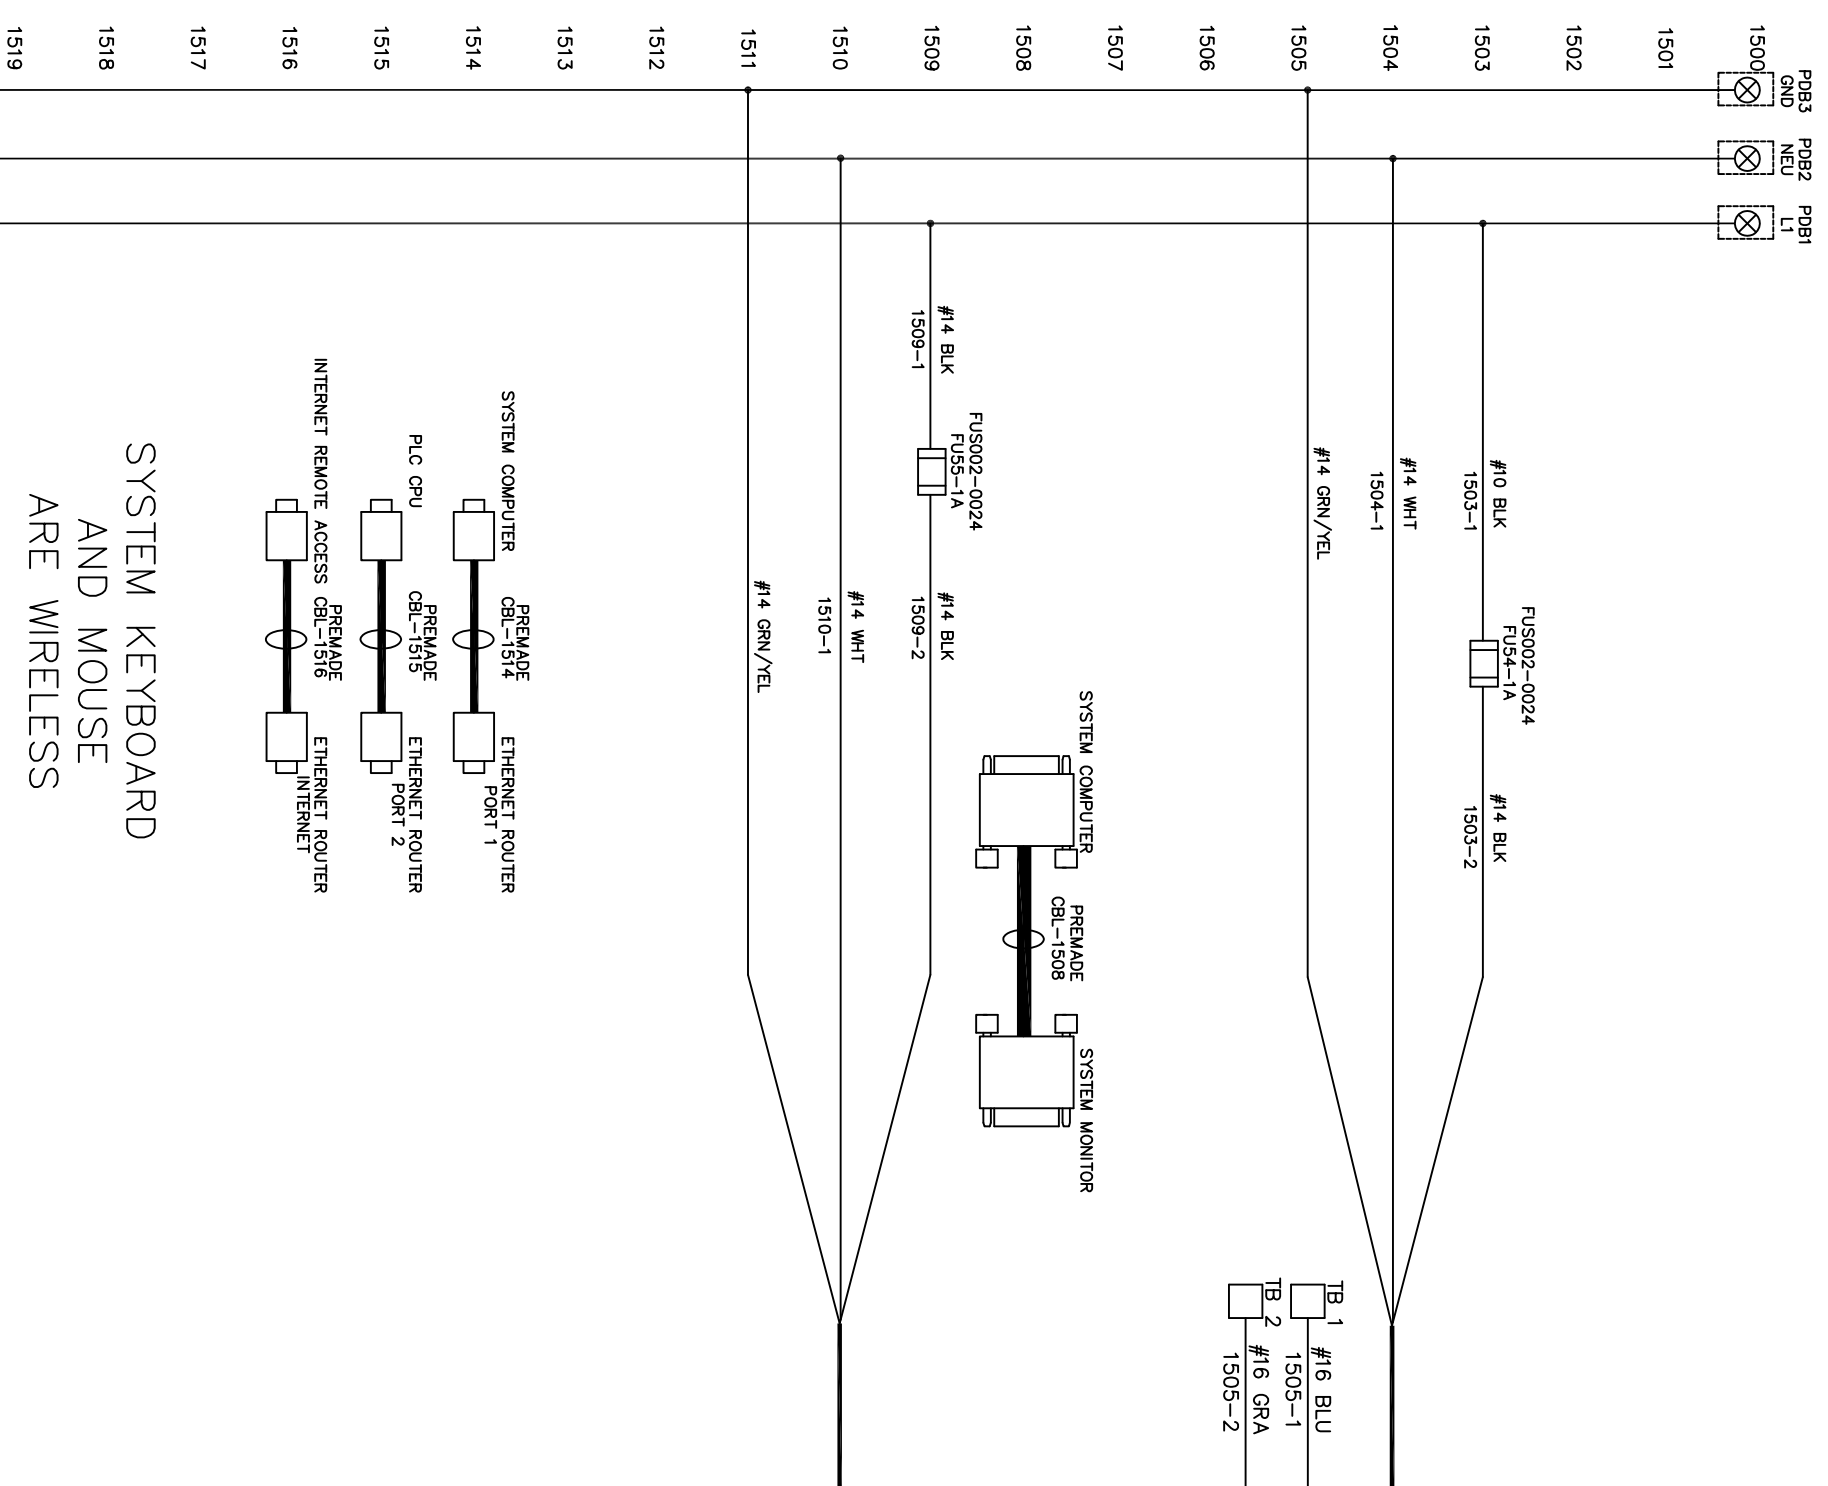 PDB3
GND
PDB2
NEU
PDB1
L1
1500
1501
1502
1503
#10 BLK
1503-1
FUS002-0024
FU54-1A
#14 BLK
1503-2
1504
#14 WHT
1504-1
1505
#14 GRN/YEL
TB 1
#16 BLU
1505-1
TB 2
#16 GRA
1505-2
1506
1507
1508
SYSTEM COMPUTER
PREMADE
CBL-1508
SYSTEM MONITOR
1509
#14 BLK
1509-1
FUS002-0024
FU55-1A
#14 BLK
1509-2
1510
#14 WHT
1510-1
1511
#14 GRN/YEL
1512
1513
1514
SYSTEM COMPUTER
PREMADE
CBL-1514
ETHERNET ROUTER
PORT 1
1515
PLC CPU
PREMADE
CBL-1515
ETHERNET ROUTER
PORT 2
1516
INTERNET REMOTE ACCESS
PREMADE
CBL-1516
ETHERNET ROUTER
INTERNET
1517
1518
1519
SYSTEM KEYBOARD
AND MOUSE
ARE WIRELESS